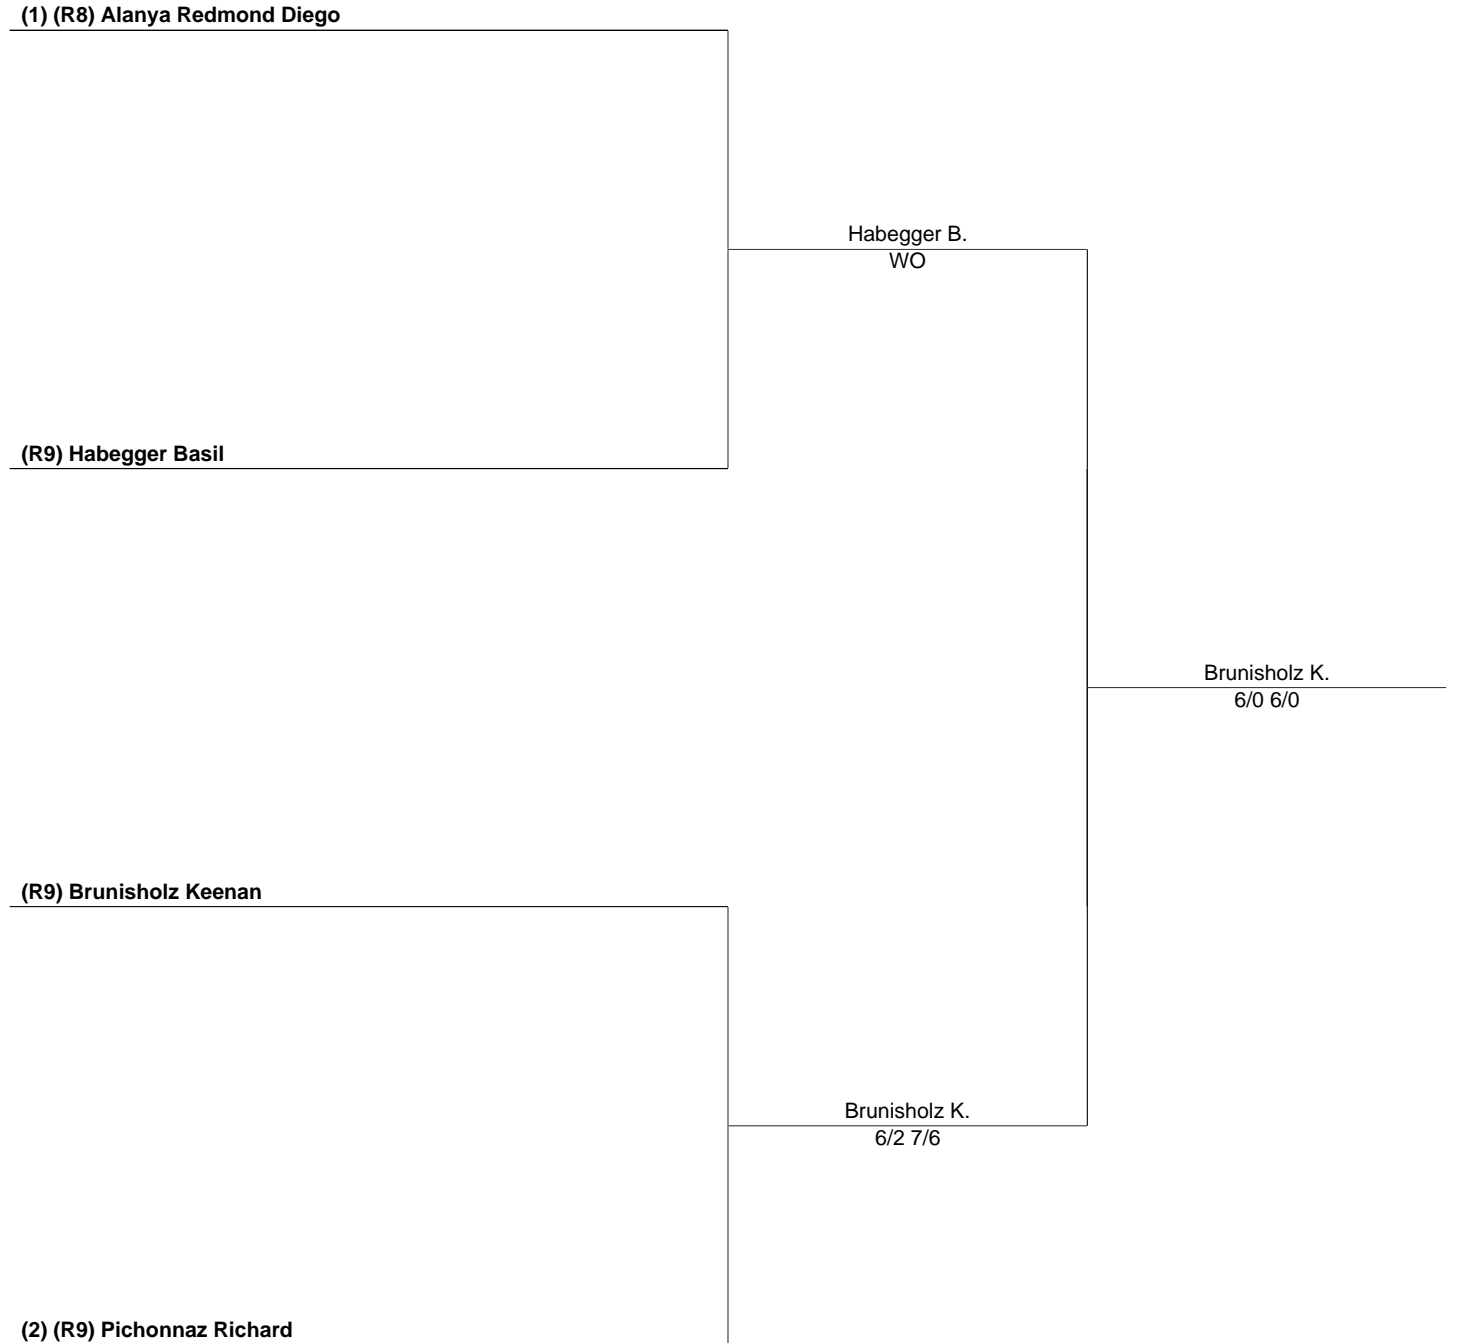 (1) (R8) Alanya Redmond Diego
Habegger B.
WO
(R9) Habegger Basil
Brunisholz K.
6/0 6/0
(R9) Brunisholz Keenan
Brunisholz K.
6/2 7/6
(2) (R9) Pichonnaz Richard